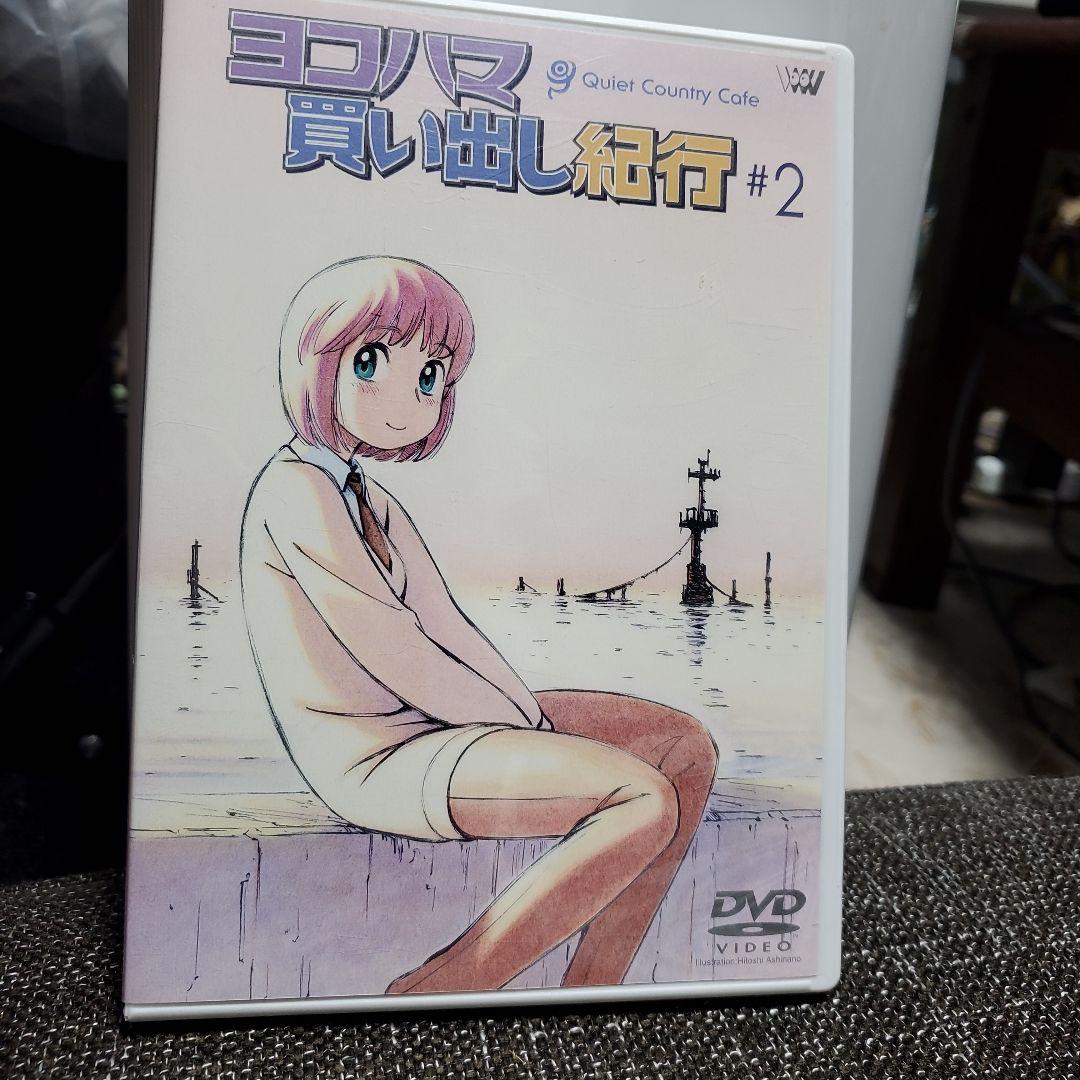 ヨコハマ
買い出し紀行 #2
Quiet Country Cafe
DVD
VIDEO
Illustration:Hitoshi Ashinano